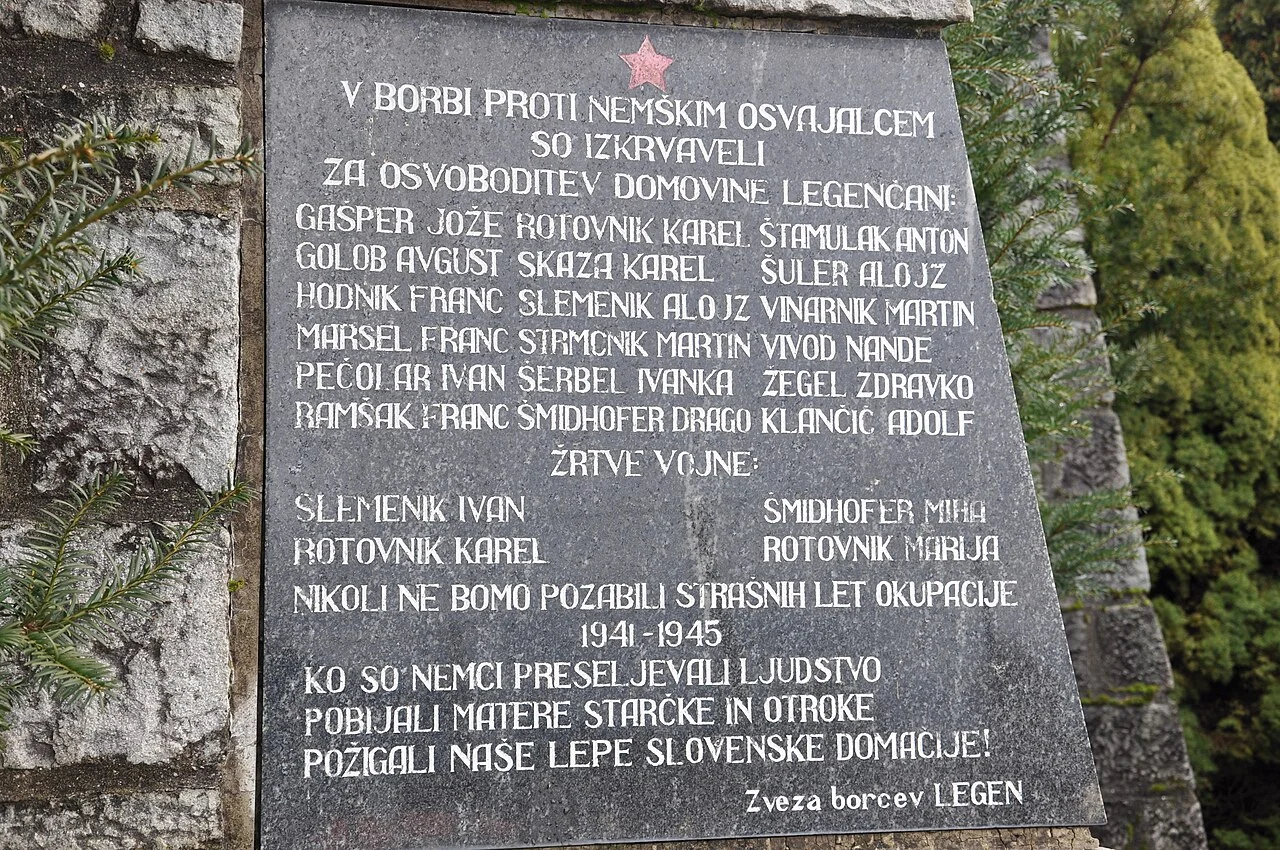 V BORBI PROTI NEMŠKIM OSVAJALCEM
SO IZKRVAVELI
ZA OSVOBODITEV DOMOVINE LEGENČANI:
GAŠPER JOŽE ROTOVNIK KAREL ŠTAMULAK ANTON
GOLOB AVGUST SKAZA KAREL ŠULER ALOJZ
HODNIK FRANC SLEMENIK ALOJZ VINARNIK MARTIN
MARSEL FRANC STRMCNIK MARTIN VIVOD NANDE
PEČOLAR IVAN ŠERBEL IVANKA ŽEGEL ZDRAVKO
RAMŠAK FRANC ŠMIDHOFER DRAGO KLANČIČ ADOLF
ŽRTVE VOJNE:
SLEMENIK IVAN ŠMIDHOFER MIHA
ROTOVNIK KAREL ROTOVNIK MARIJA
NIKOLI NE BOMO POZABILI STRAŠNIH LET OKUPACIJE
1941-1945
KO SO NEMCI PRESELJEVALI LJUDSTVO
POBIJALI MATERE STARČKE IN OTROKE
POŽIGALI NAŠE LEPE SLOVENSKE DOMACIJE!
Zveza borcev LEGEN